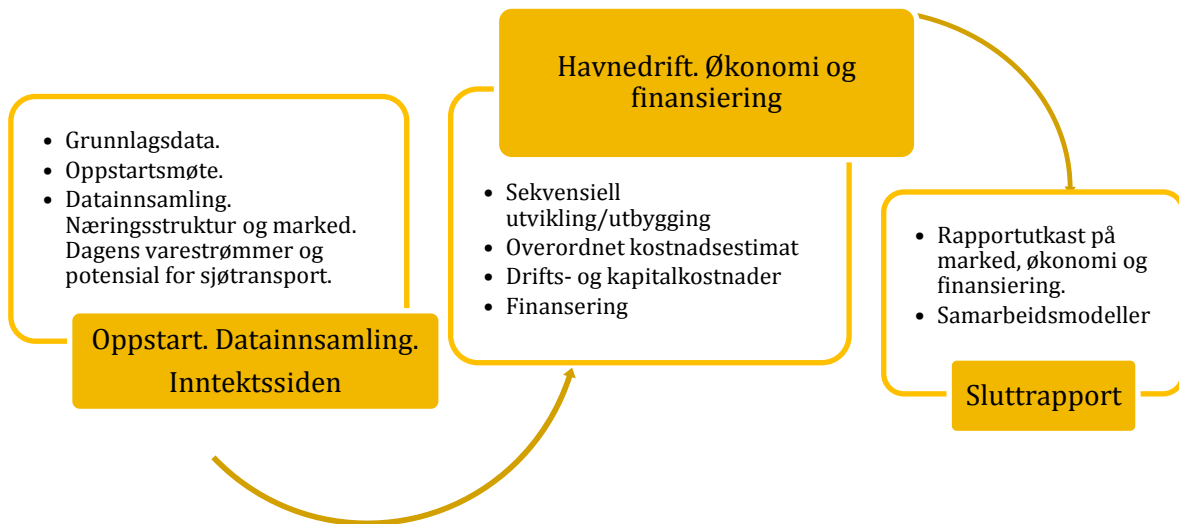 • Grunnlagsdata.
• Oppstartsmøte.
• Datainnsamling.
Næringsstruktur og marked.
Dagens varestrømmer og
potensial for sjøtransport.
Oppstart. Datainnsamling.
Inntektssiden
Havnedrift. Økonomi og
finansiering
• Sekvensiell
utvikling/utbygging
• Overordnet kostnadsestimat
• Drifts- og kapitalkostnader
• Finansering
• Rapportutkast på
marked, økonomi og
finansiering.
• Samarbeidsmodeller
Sluttrapport